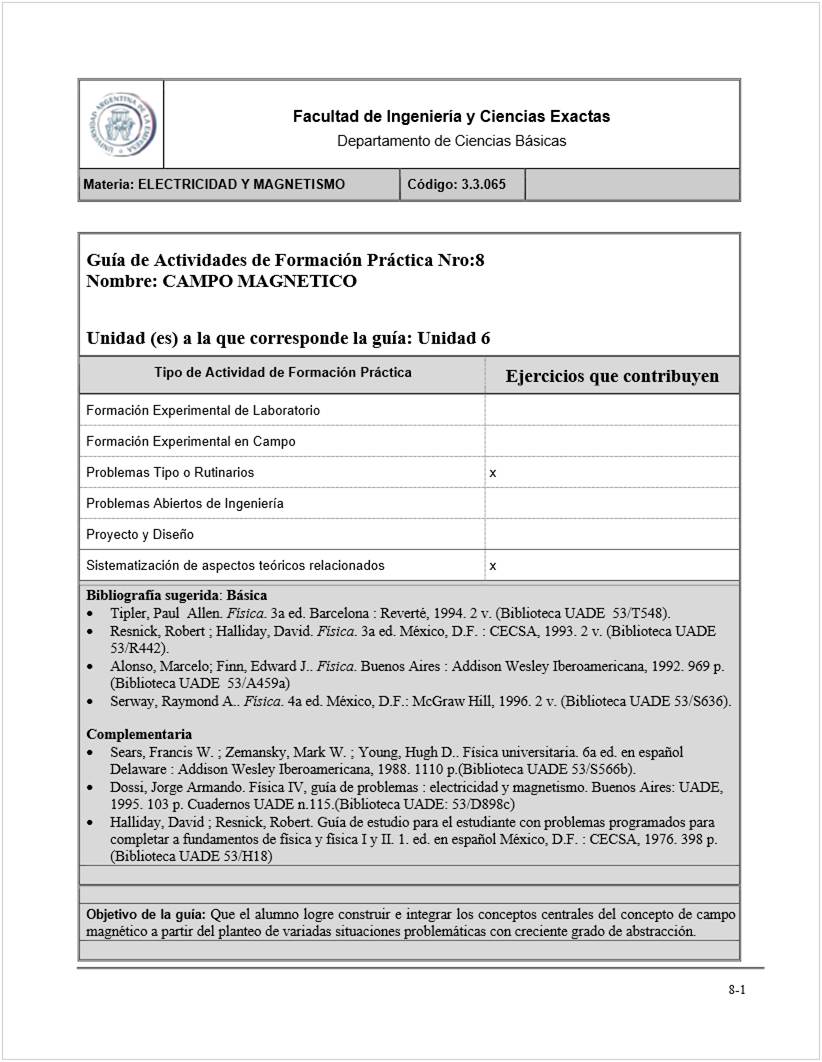 UNIVERSIDAD ARGENTINA DE LA EMPRESA
Facultad de Ingeniería y Ciencias Exactas
Departamento de Ciencias Básicas
Materia: ELECTRICIDAD Y MAGNETISMO
Código: 3.3.065
Guía de Actividades de Formación Práctica Nro:8
Nombre: CAMPO MAGNETICO
Unidad (es) a la que corresponde la guía: Unidad 6
Tipo de Actividad de Formación Práctica
Ejercicios que contribuyen
Formación Experimental de Laboratorio
Formación Experimental en Campo
Problemas Tipo o Rutinarios
x
Problemas Abiertos de Ingeniería
Proyecto y Diseño
Sistematización de aspectos teóricos relacionados
x
Bibliografía sugerida: Básica
• Tipler, Paul Allen. Física. 3a ed. Barcelona : Reverté, 1994. 2 v. (Biblioteca UADE 53/T548).
• Resnick, Robert ; Halliday, David. Física. 3a ed. México, D.F. : CECSA, 1993. 2 v. (Biblioteca UADE
53/R442).
• Alonso, Marcelo; Finn, Edward J.. Física. Buenos Aires : Addison Wesley Iberoamericana, 1992. 969 p.
(Biblioteca UADE 53/A459a)
• Serway, Raymond A.. Física. 4a ed. México, D.F.: McGraw Hill, 1996. 2 v. (Biblioteca UADE 53/S636).
Complementaria
• Sears, Francis W. ; Zemansky, Mark W. ; Young, Hugh D.. Física universitaria. 6a ed. en español
Delaware : Addison Wesley Iberoamericana, 1988. 1110 p.(Biblioteca UADE 53/S566b).
• Dossi, Jorge Armando. Física IV, guía de problemas : electricidad y magnetismo. Buenos Aires: UADE,
1995. 103 p. Cuadernos UADE n.115.(Biblioteca UADE: 53/D898c)
• Halliday, David ; Resnick, Robert. Guía de estudio para el estudiante con problemas programados para
completar a fundamentos de física y física I y II. 1. ed. en español México, D.F. : CECSA, 1976. 398 p.
(Biblioteca UADE 53/H18)
Objetivo de la guía: Que el alumno logre construir e integrar los conceptos centrales del concepto de campo
magnético a partir del planteo de variadas situaciones problemáticas con creciente grado de abstracción.
8-1